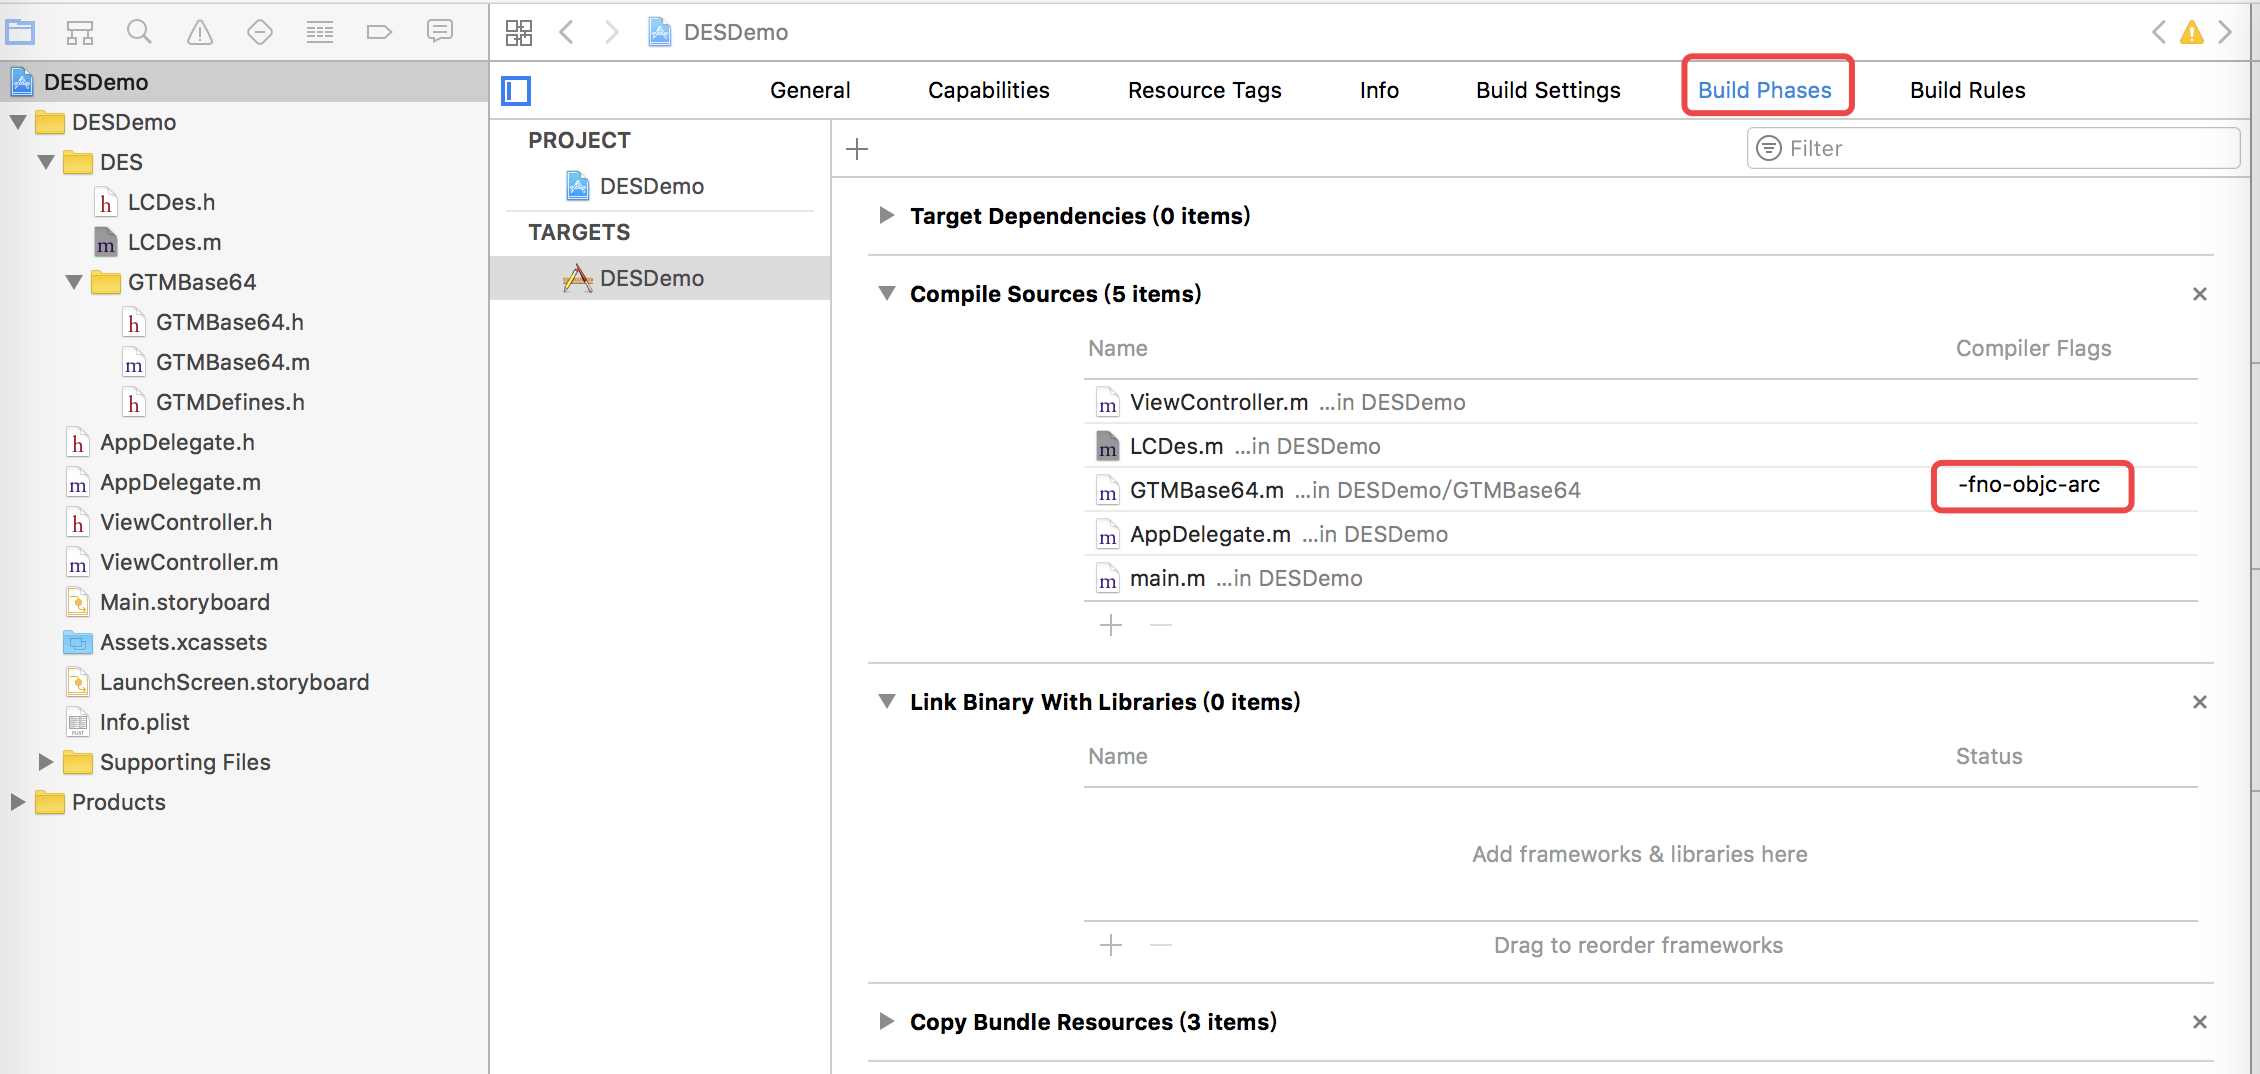 DESDemo
DESDemo
DES
h LCDes.h
m LCDes.m
GTMBase64
h GTMBase64.h
m GTMBase64.m
h GTMDefines.h
h AppDelegate.h
m AppDelegate.m
h ViewController.h
m ViewController.m
Main.storyboard
Assets.xcassets
LaunchScreen.storyboard
PLIST Info.plist
Supporting Files
Products
DESDemo
General Capabilities Resource Tags Info Build Settings Build Phases Build Rules
PROJECT
DESDemo
TARGETS
DESDemo
Filter
Target Dependencies (0 items)
Compile Sources (5 items)
Name Compiler Flags
m ViewController.m ...in DESDemo
m LCDes.m ...in DESDemo
m GTMBase64.m ...in DESDemo/GTMBase64 -fno-objc-arc
m AppDelegate.m ...in DESDemo
m main.m ...in DESDemo
Link Binary With Libraries (0 items)
Name Status
Add frameworks & libraries here
Drag to reorder frameworks
Copy Bundle Resources (3 items)